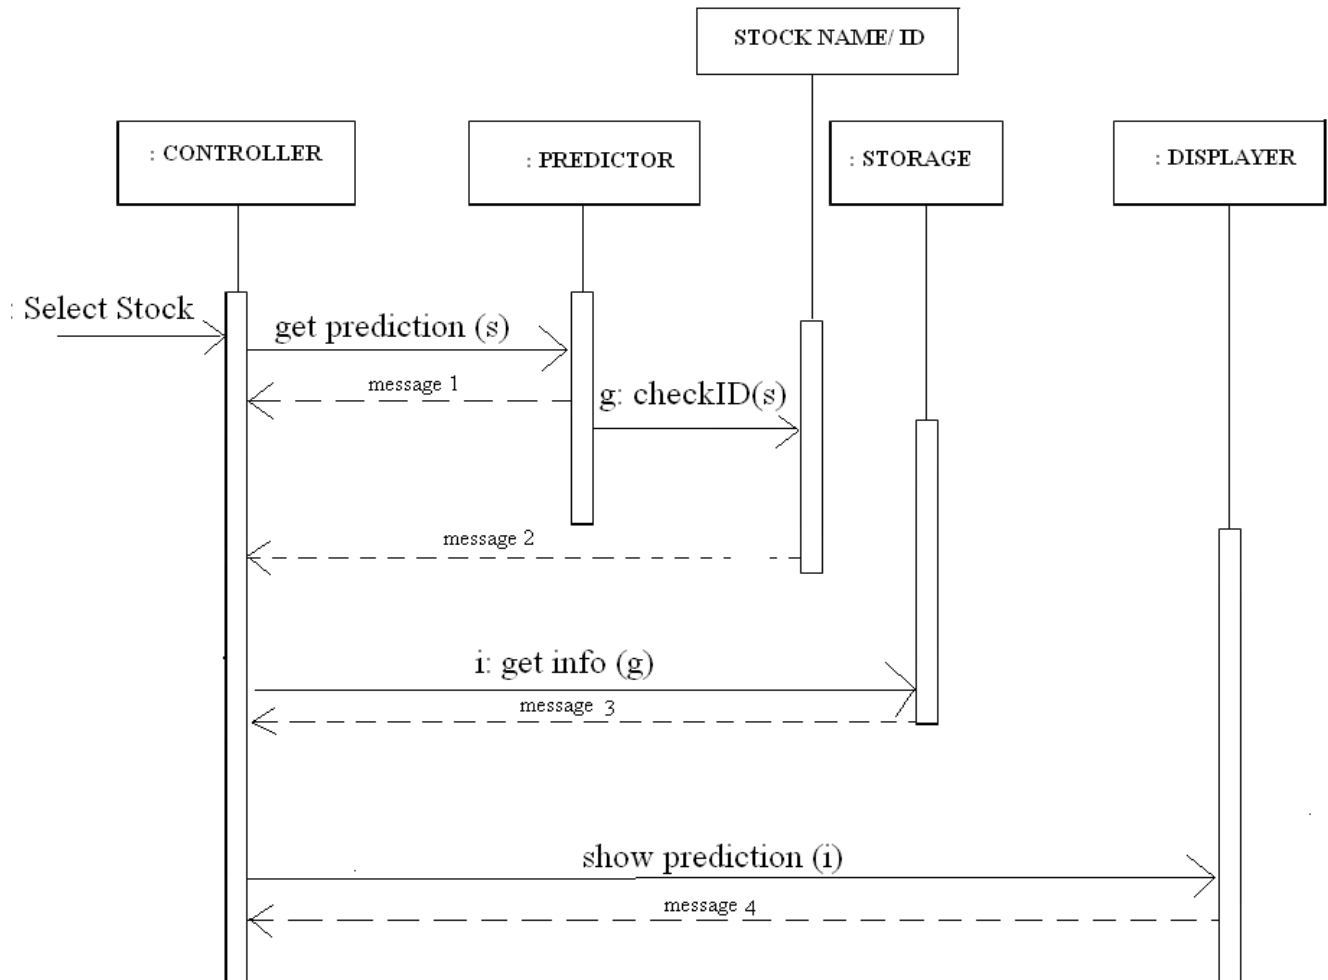 STOCK NAME/ ID
: CONTROLLER
: PREDICTOR
: STORAGE
: DISPLAYER
: Select Stock
get prediction (s)
message 1
g: checkID(s)
message 2
i: get info (g)
message 3
show prediction (i)
message 4